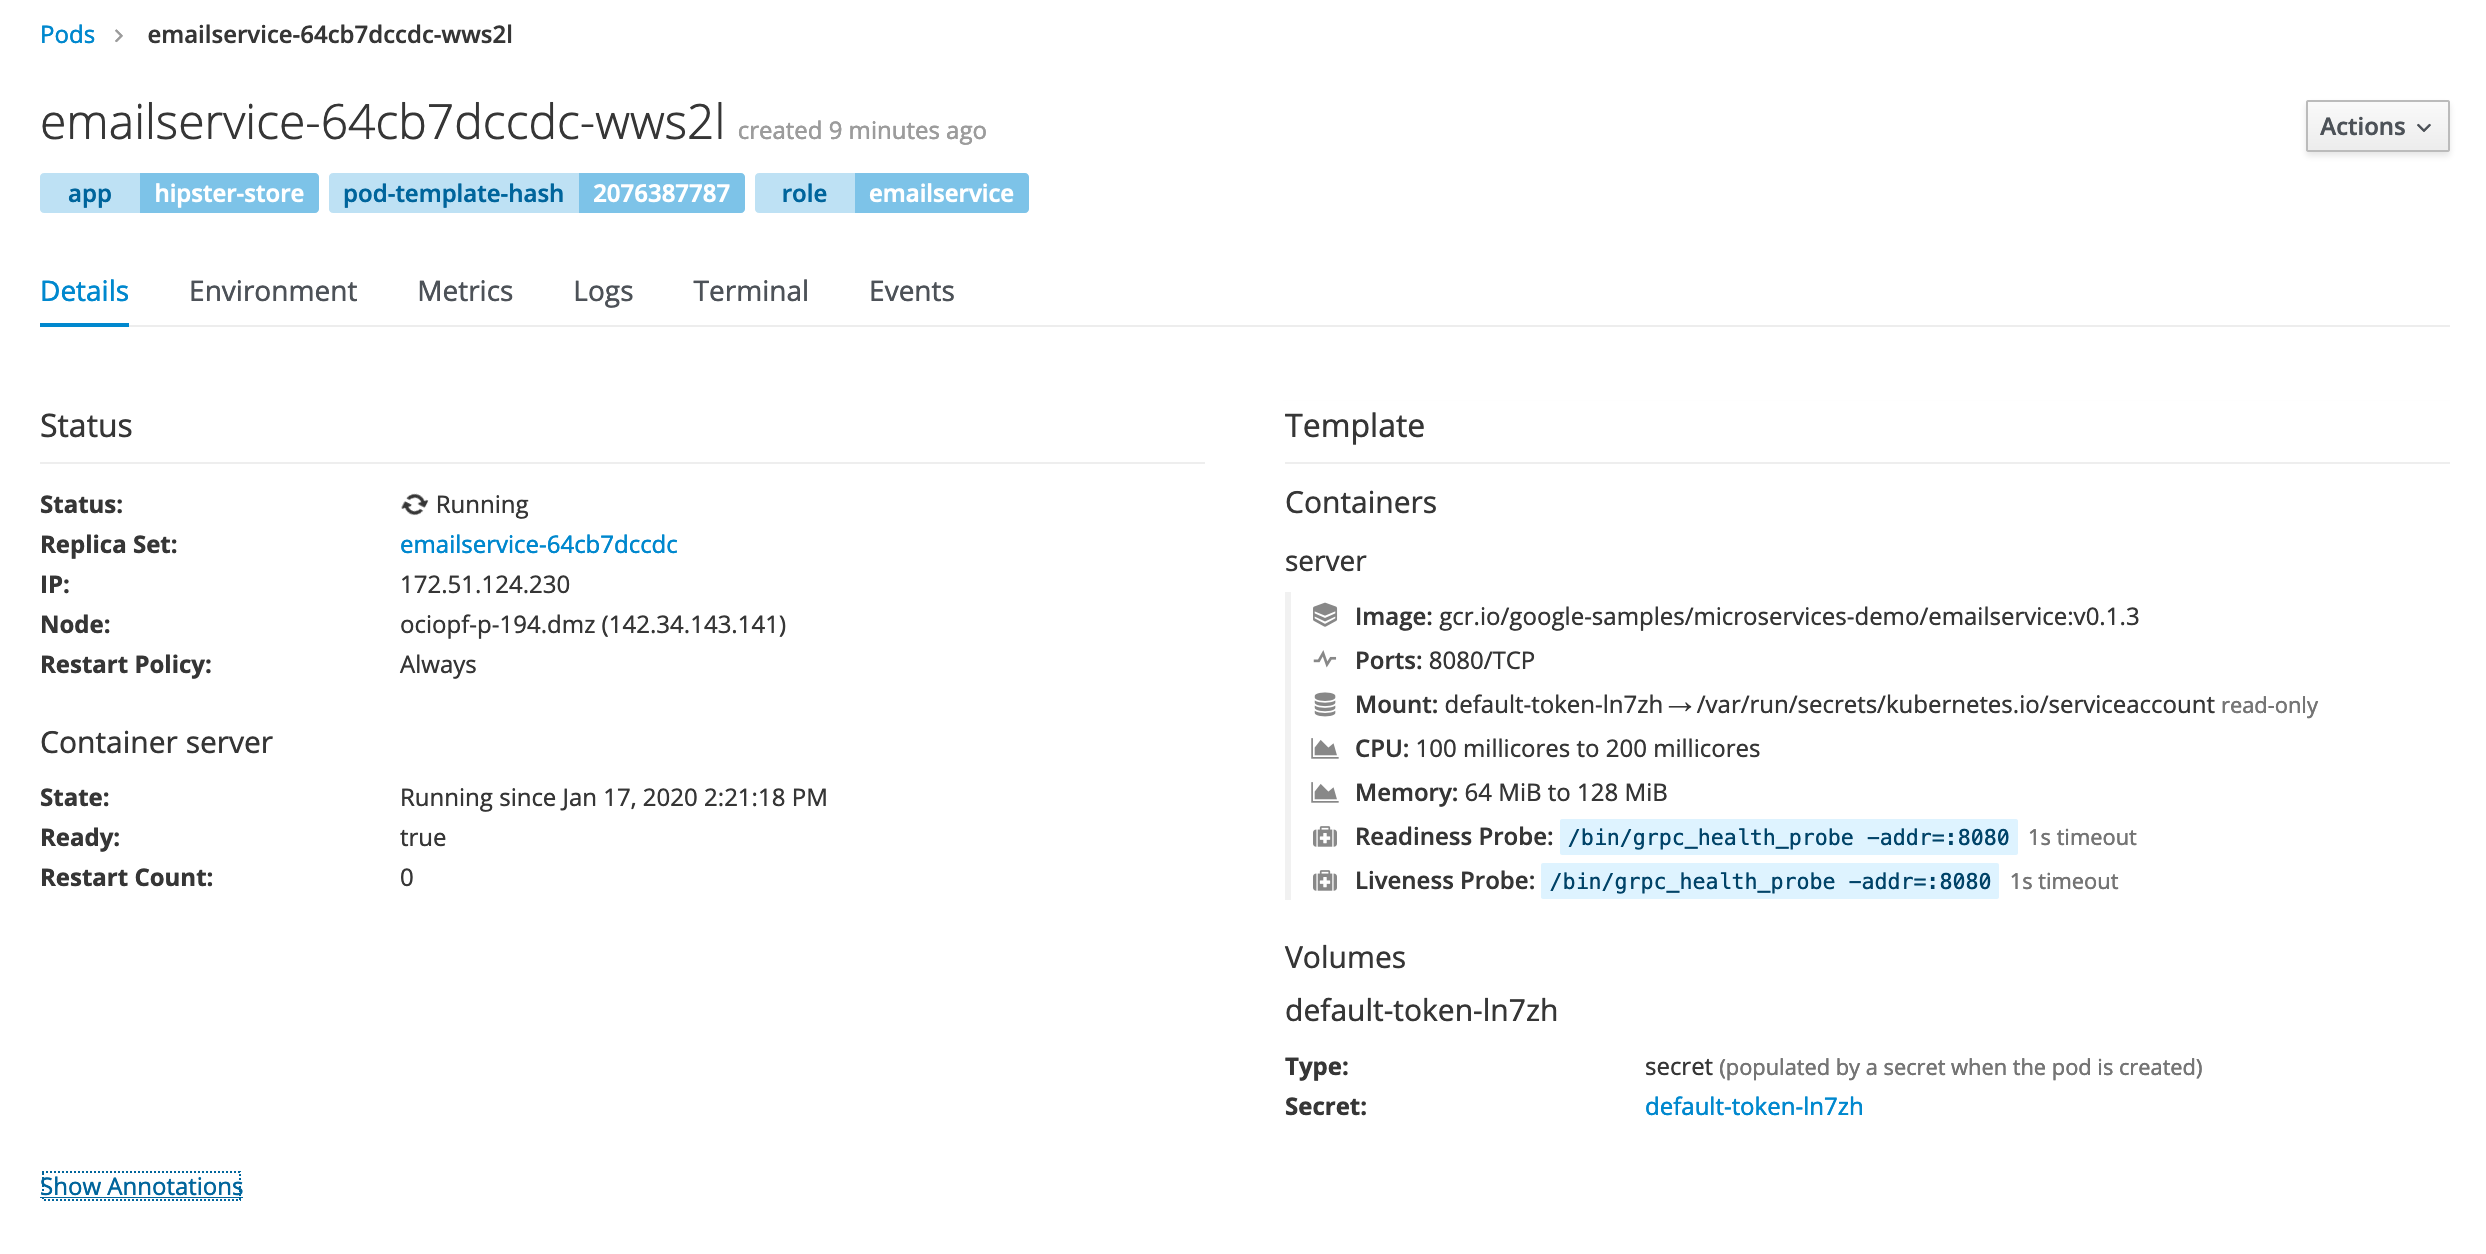 Pods > emailservice-64cb7dccdc-wws2l
emailservice-64cb7dccdc-wws2l created 9 minutes ago
Actions
app hipster-store pod-template-hash 2076387787 role emailservice
Details Environment Metrics Logs Terminal Events
Status
Status: Running
Replica Set: emailservice-64cb7dccdc
IP: 172.51.124.230
Node: ociopf-p-194.dmz (142.34.143.141)
Restart Policy: Always
Container server
State: Running since Jan 17, 2020 2:21:18 PM
Ready: true
Restart Count: 0
Template
Containers
server
Image: gcr.io/google-samples/microservices-demo/emailservice:v0.1.3
Ports: 8080/TCP
Mount: default-token-ln7zh → /var/run/secrets/kubernetes.io/serviceaccount read-only
CPU: 100 millicores to 200 millicores
Memory: 64 MiB to 128 MiB
Readiness Probe: /bin/grpc_health_probe -addr=:8080 1s timeout
Liveness Probe: /bin/grpc_health_probe -addr=:8080 1s timeout
Volumes
default-token-ln7zh
Type: secret (populated by a secret when the pod is created)
Secret: default-token-ln7zh
Show Annotations